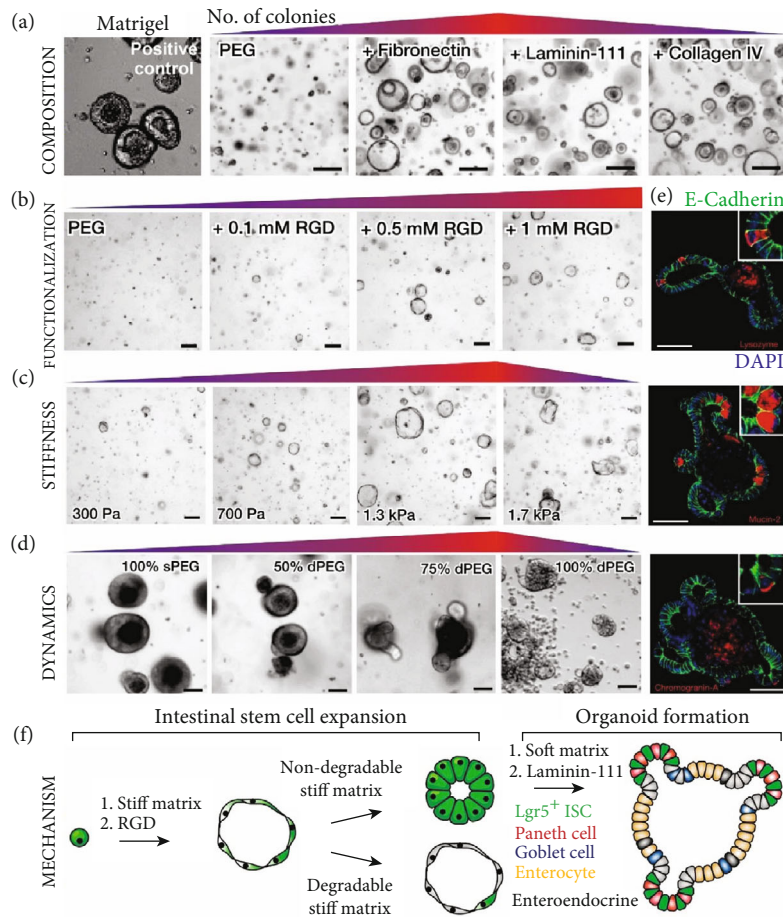 (a)
Matrigel
No. of colonies
COMPOSITION
Positive
control
PEG
+ Fibronectin
+ Laminin-111
+ Collagen IV
(b)
FUNCTIONALIZATION
PEG
+ 0.1 mM RGD
+ 0.5 mM RGD
+ 1 mM RGD
(e)
E-Cadherin
Lysozyme
DAPI
(c)
STIFFNESS
300 Pa
700 Pa
1.3 kPa
1.7 kPa
Mucin-2
(d)
DYNAMICS
100% sPEG
50% dPEG
75% dPEG
100% dPEG
Chromogranin-A
(f)
MECHANISM
Intestinal stem cell expansion
Organoid formation
1. Stiff matrix
2. RGD
Non-degradable
stiff matrix
Degradable
stiff matrix
1. Soft matrix
2. Laminin-111
Lgr5⁺ ISC
Paneth cell
Goblet cell
Enterocyte
Enteroendocrine